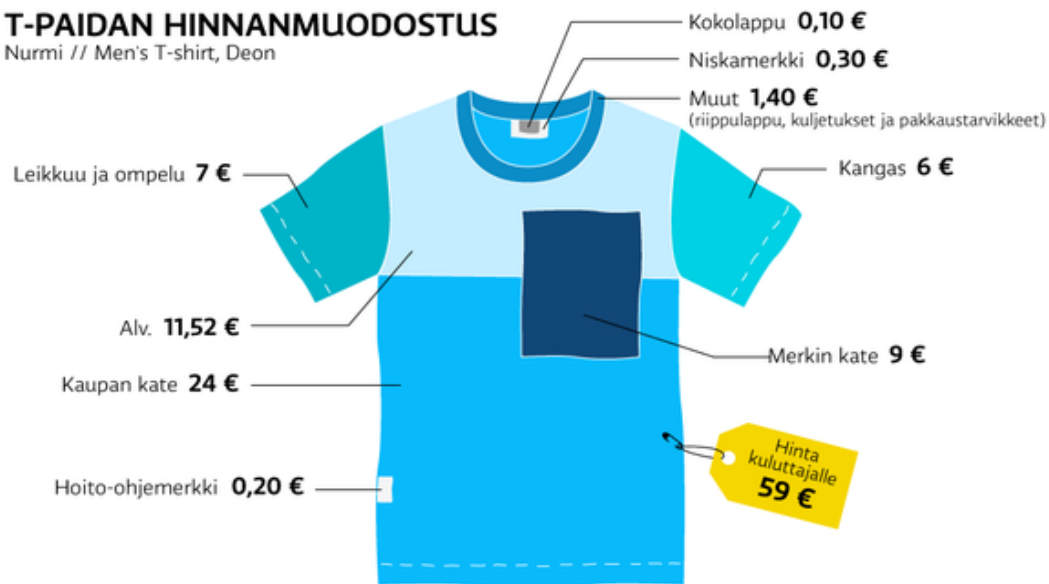 T-PAIDAN HINNANMUODOSTUS
Nurmi // Men's T-shirt, Deon
Kokolappu 0,10 €
Niskamerkki 0,30 €
Muut 1,40 €
(riippulappu, kuljetukset ja pakkaustarvikkeet)
Leikkuu ja ompelu 7 €
Kangas 6 €
Alv. 11,52 €
Merkin kate 9 €
Kaupan kate 24 €
Hinta
kuluttajalle
59 €
Hoito-ohjemerkki 0,20 €